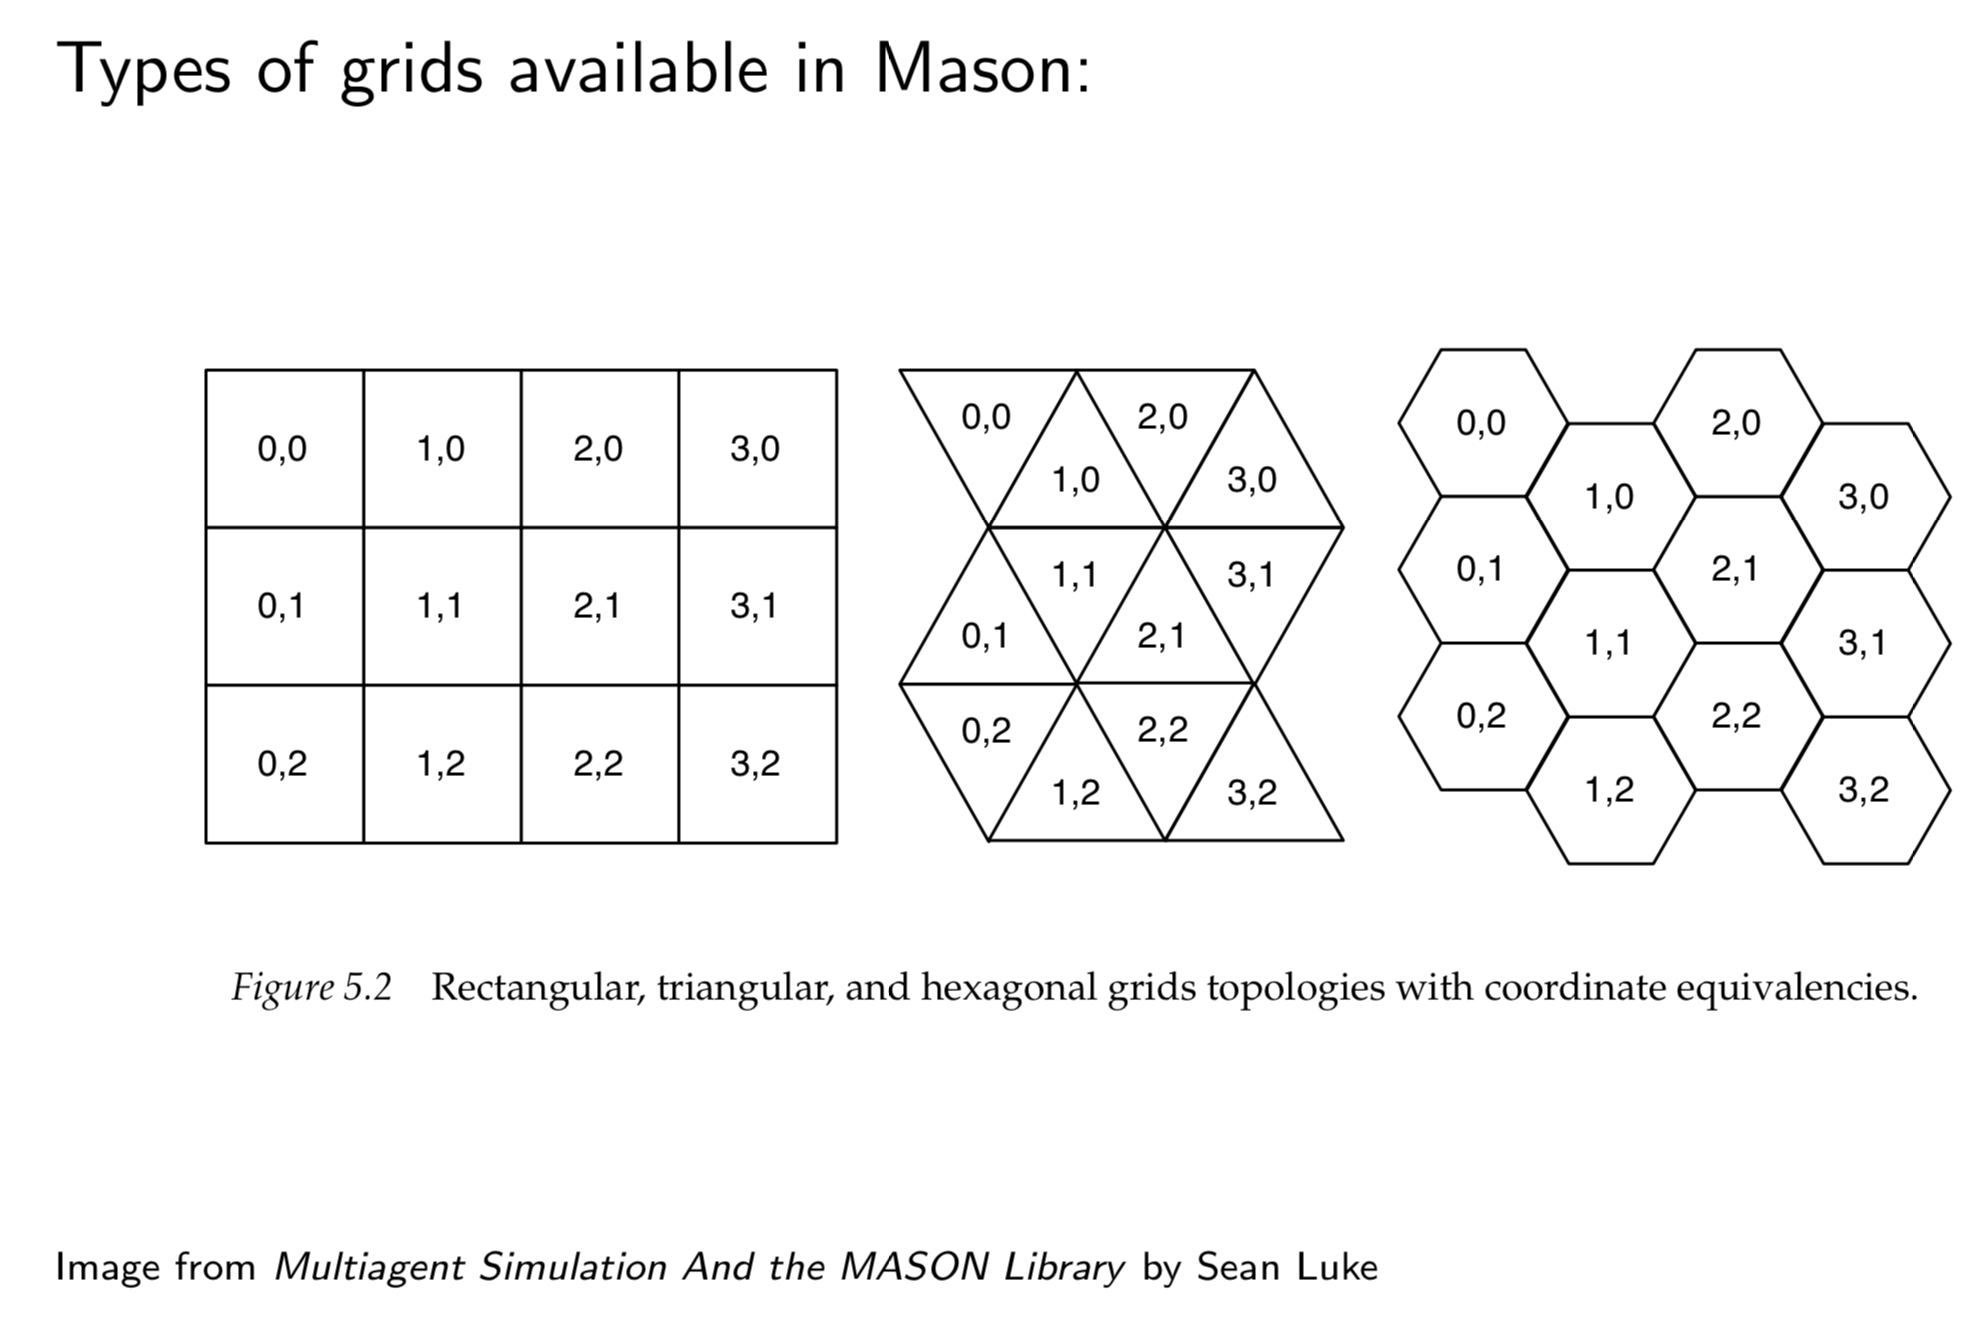 Types of grids available in Mason:
0,0 1,0 2,0 3,0
0,1 1,1 2,1 3,1
0,2 1,2 2,2 3,2
0,0 2,0
1,0 3,0
1,1 3,1
0,1 2,1
0,2 2,2
1,2 3,2
0,0 2,0
1,0 3,0
0,1 2,1
1,1 3,1
0,2 2,2
1,2 3,2
Figure 5.2 Rectangular, triangular, and hexagonal grids topologies with coordinate equivalencies.
Image from Multiagent Simulation And the MASON Library by Sean Luke